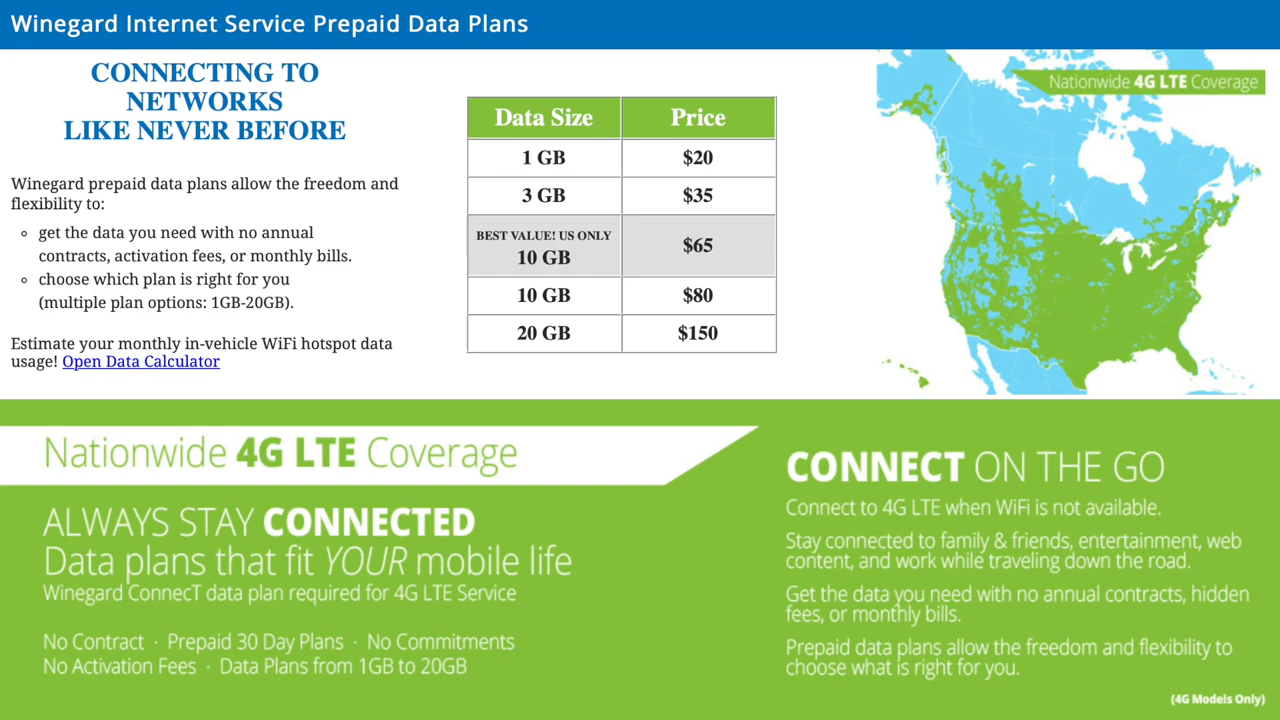 Winegard Internet Service Prepaid Data Plans
CONNECTING TO
NETWORKS
LIKE NEVER BEFORE
Winegard prepaid data plans allow the freedom and
flexibility to:
get the data you need with no annual
contracts, activation fees, or monthly bills.
choose which plan is right for you
(multiple plan options: 1GB-20GB).
Estimate your monthly in-vehicle WiFi hotspot data
usage! Open Data Calculator
Data Size Price
1 GB $20
3 GB $35
BEST VALUE! US ONLY
10 GB $65
10 GB $80
20 GB $150
Nationwide 4G LTE Coverage
Nationwide 4G LTE Coverage
ALWAYS STAY CONNECTED
Data plans that fit YOUR mobile life
Winegard ConnecT data plan required for 4G LTE Service
No Contract · Prepaid 30 Day Plans · No Commitments
No Activation Fees · Data Plans from 1GB to 20GB
CONNECT ON THE GO
Connect to 4G LTE when WiFi is not available.
Stay connected to family & friends, entertainment, web
content, and work while traveling down the road.
Get the data you need with no annual contracts, hidden
fees, or monthly bills.
Prepaid data plans allow the freedom and flexibility to
choose what is right for you.
(4G Models Only)